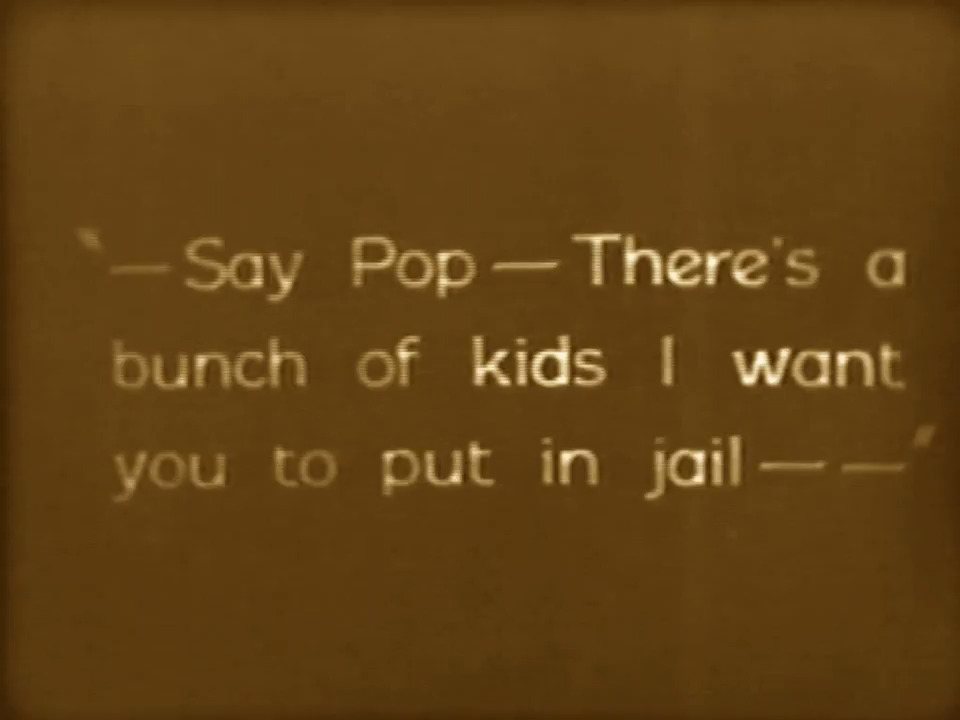 "—Say Pop—There's a
bunch of kids I want
you to put in jail— —"